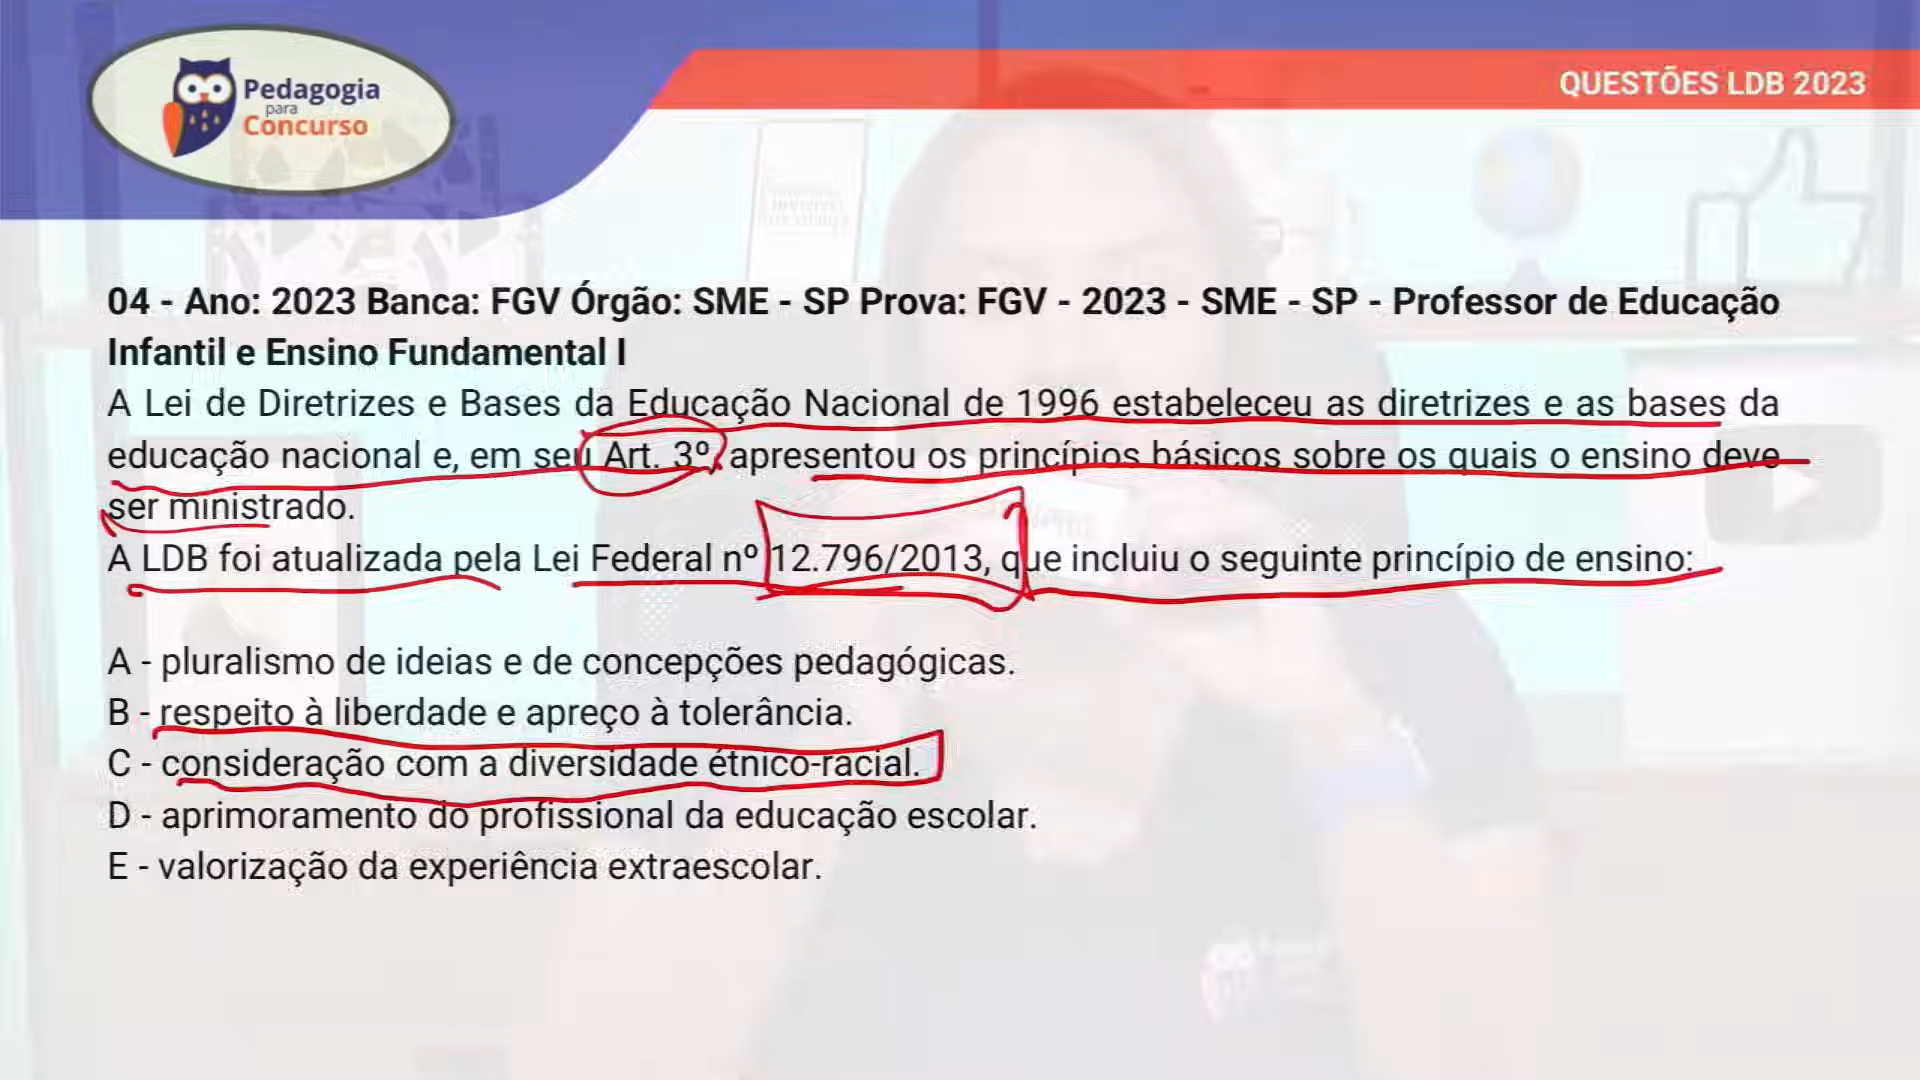 Pedagogia
para
Concurso
QUESTÕES LDB 2023
04 - Ano: 2023 Banca: FGV Órgão: SME - SP Prova: FGV - 2023 - SME - SP - Professor de Educação
Infantil e Ensino Fundamental I
A Lei de Diretrizes e Bases da Educação Nacional de 1996 estabeleceu as diretrizes e as bases da
educação nacional e, em seu Art. 3º, apresentou os princípios básicos sobre os quais o ensino deve
ser ministrado.
A LDB foi atualizada pela Lei Federal nº 12.796/2013, que incluiu o seguinte princípio de ensino:
A - pluralismo de ideias e de concepções pedagógicas.
B - respeito à liberdade e apreço à tolerância.
C - consideração com a diversidade étnico-racial.
D - aprimoramento do profissional da educação escolar.
E - valorização da experiência extraescolar.